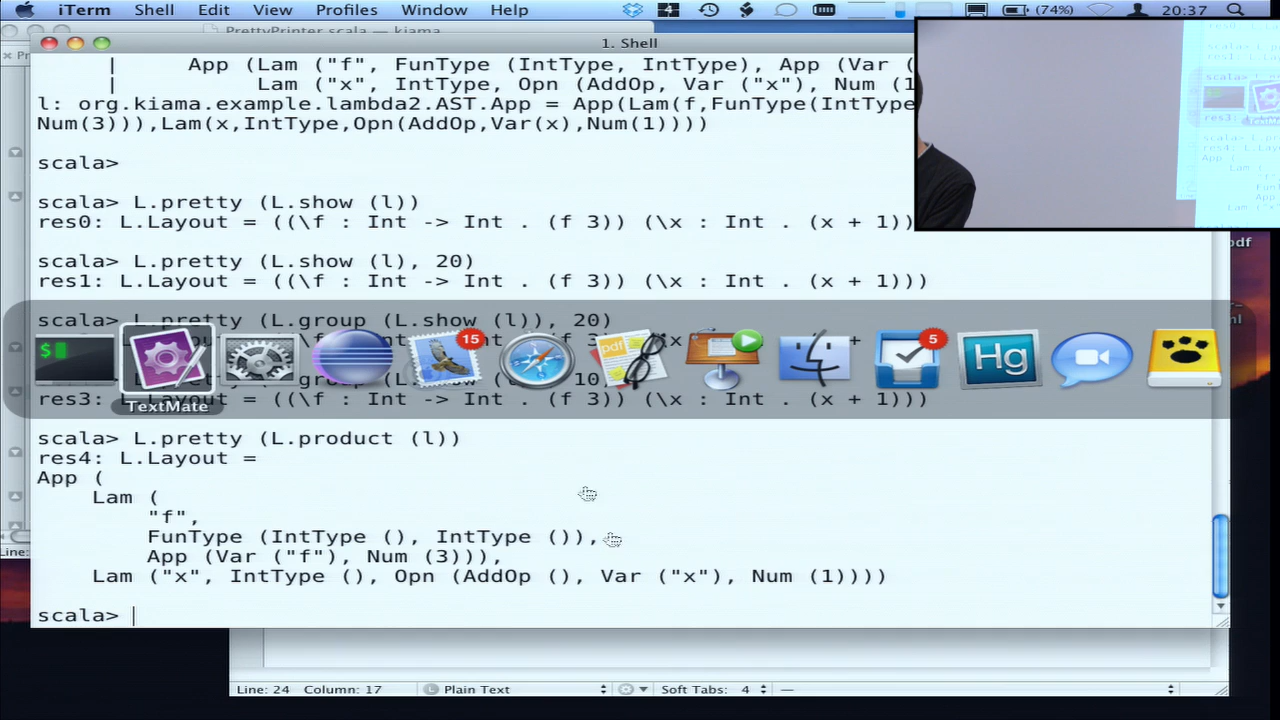 iTerm Shell Edit View Profiles Window Help 4 (74%) 20:37
PrettyPrinter.scala — kiama
1. Shell
| App (Lam ("f", FunType (IntType, IntType), App (Var (
| Lam ("x", IntType, Opn (AddOp, Var ("x"), Num (1
l: org.kiama.example.lambda2.AST.App = App(Lam(f,FunType(IntType
Num(3))),Lam(x,IntType,Opn(AddOp,Var(x),Num(1))))
scala>
scala> L.pretty (L.show (l))
res0: L.Layout = ((\f : Int -> Int . (f 3)) (\x : Int . (x + 1))
scala> L.pretty (L.show (l), 20)
res1: L.Layout = ((\f : Int -> Int . (f 3)) (\x : Int . (x + 1)))
scala> L.pretty (L.group (L.show (l)), 20)
$ 15 pdf 5 Hg
TextMate
res3: L.Layout = ((\f : Int -> Int . (f 3)) (\x : Int . (x + 1)))
scala> L.pretty (L.product (l))
res4: L.Layout =
App (
Lam (
"f",
FunType (IntType (), IntType ()),
App (Var ("f"), Num (3))),
Lam ("x", IntType (), Opn (AddOp (), Var ("x"), Num (1))))
scala>
Line: 24 Column: 17 Plain Text Soft Tabs: 4 —